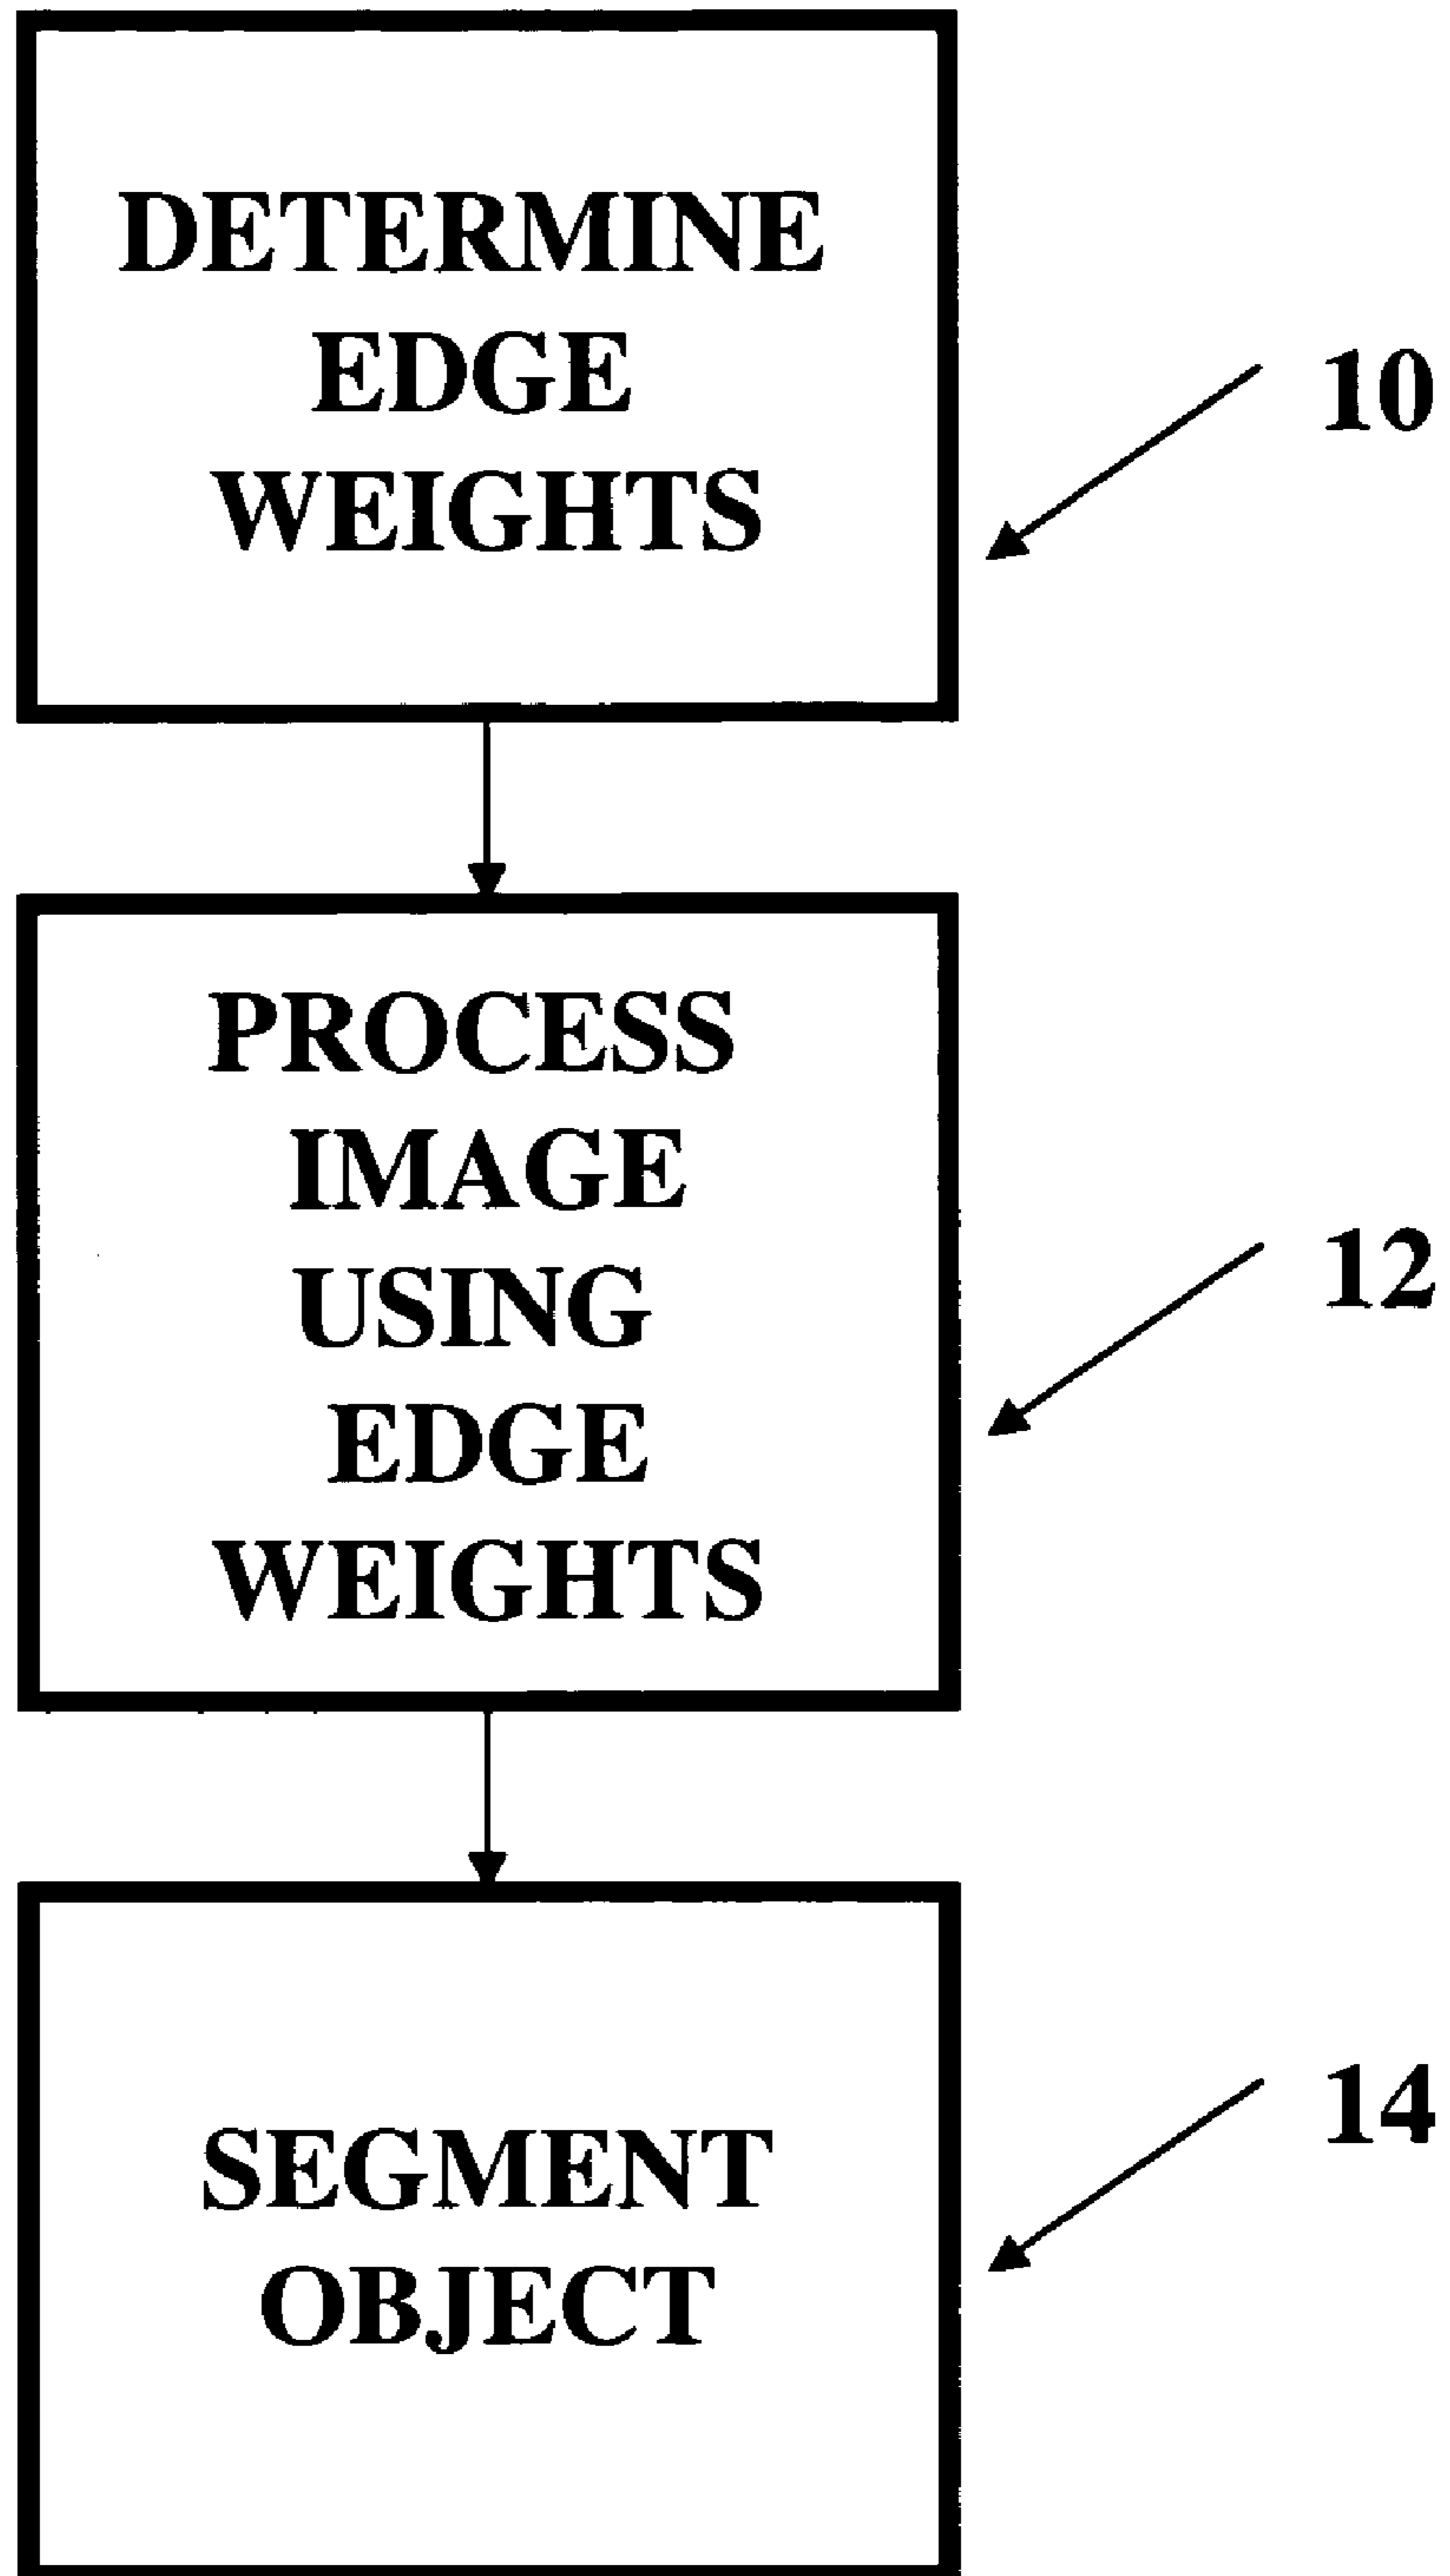 DETERMINE
EDGE
WEIGHTS
10
PROCESS
IMAGE
USING
EDGE
WEIGHTS
12
SEGMENT
OBJECT
14